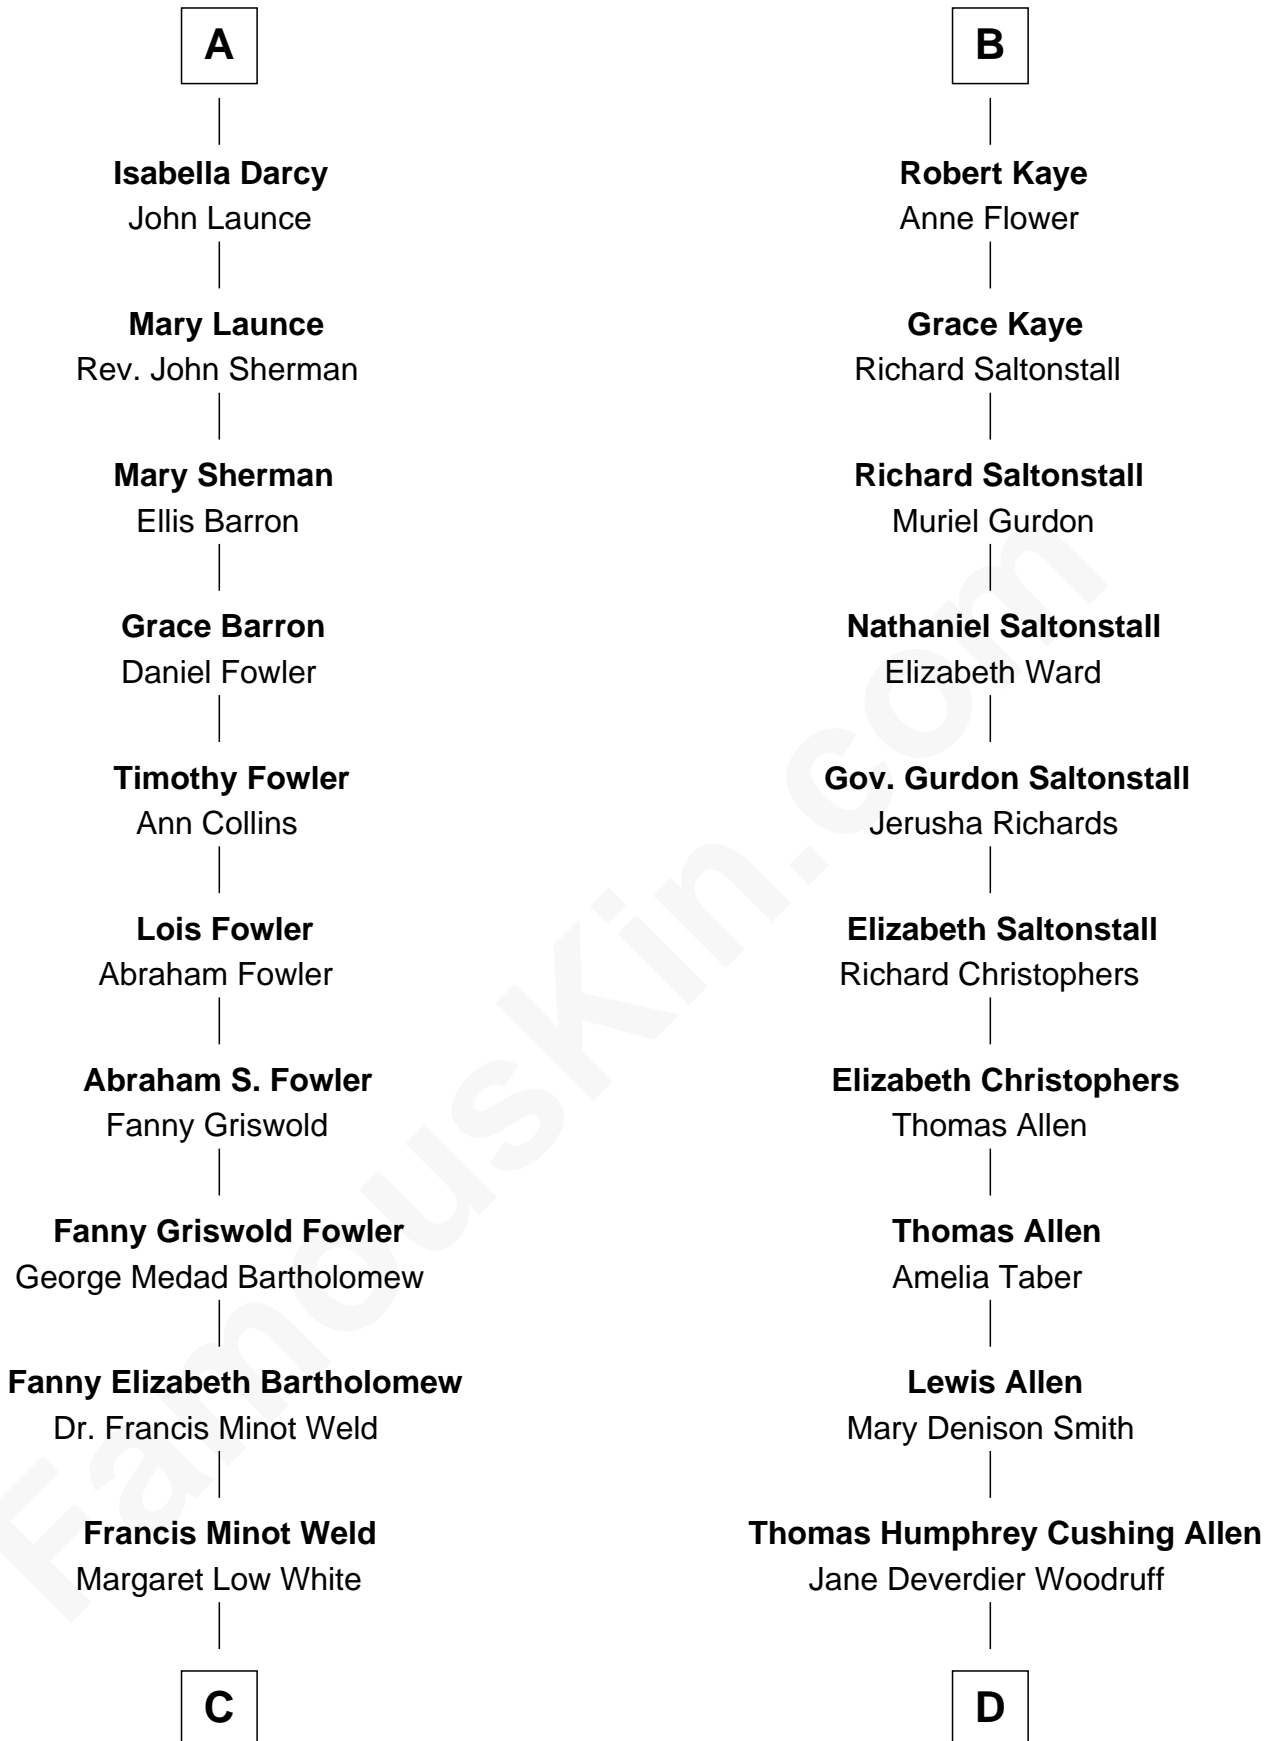 A
Isabella Darcy
John Launce
Mary Launce
Rev. John Sherman
Mary Sherman
Ellis Barron
Grace Barron
Daniel Fowler
Timothy Fowler
Ann Collins
Lois Fowler
Abraham Fowler
Abraham S. Fowler
Fanny Griswold
Fanny Griswold Fowler
George Medad Bartholomew
Fanny Elizabeth Bartholomew
Dr. Francis Minot Weld
Francis Minot Weld
Margaret Low White
C
B
Robert Kaye
Anne Flower
Grace Kaye
Richard Saltonstall
Richard Saltonstall
Muriel Gurdon
Nathaniel Saltonstall
Elizabeth Ward
Gov. Gurdon Saltonstall
Jerusha Richards
Elizabeth Saltonstall
Richard Christophers
Elizabeth Christophers
Thomas Allen
Thomas Allen
Amelia Taber
Lewis Allen
Mary Denison Smith
Thomas Humphrey Cushing Allen
Jane Deverdier Woodruff
D
FamousKin.com